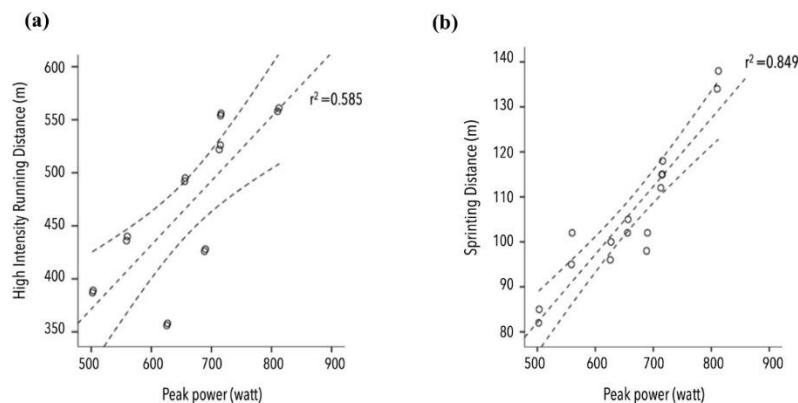 (a)
High Intensity Running Distance (m)
600
550
500
450
400
350
r² =0.585
500 600 700 800 900
Peak power (watt)
(b)
Sprinting Distance (m)
140
130
120
110
100
90
80
r² =0.849
500 600 700 800 900
Peak power (watt)